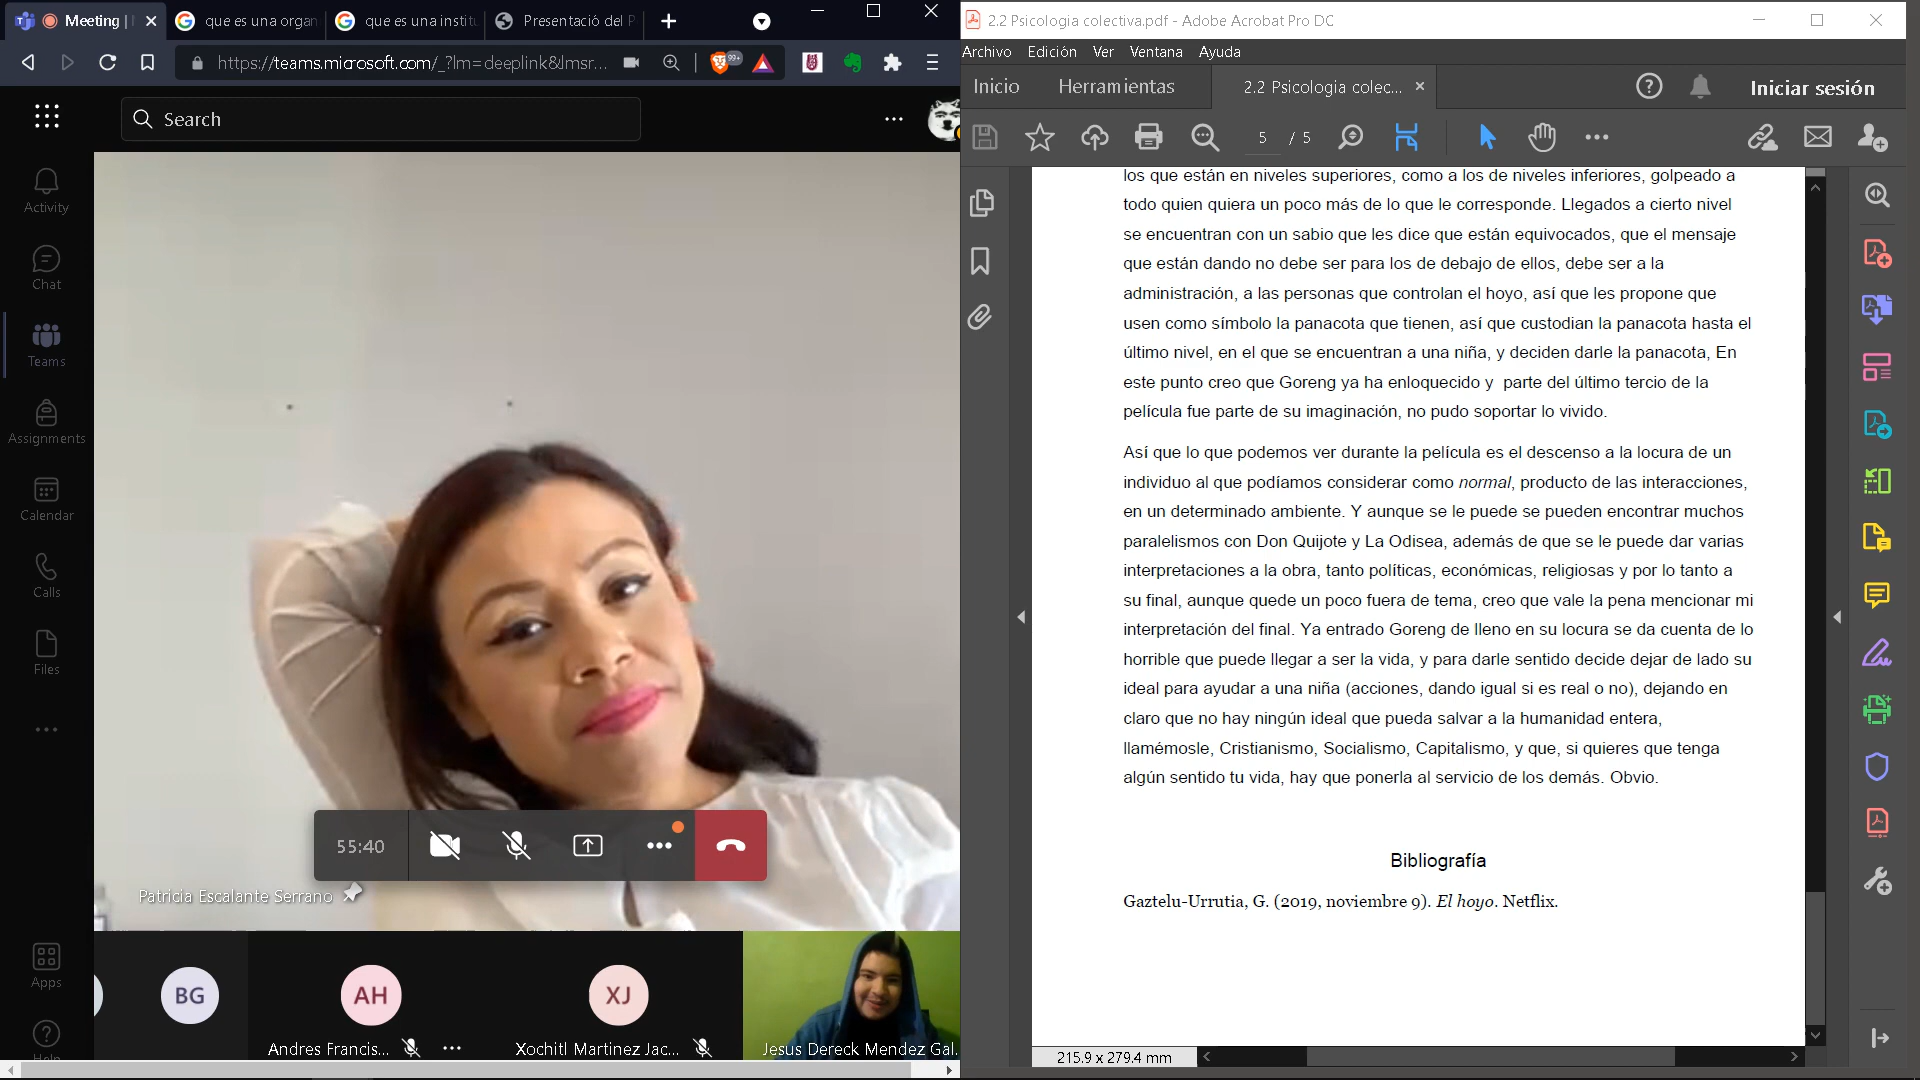 Meeting |
que es una organ
que es una institu
Presentació del P
https://teams.microsoft.com/_?lm=deeplink&lmsr...
99+
Search
Activity
Chat
Teams
Assignments
Calendar
Calls
Files
Apps
Help
55:40
Patricia Escalante Serrano
BG
AH
XJ
Andres Francis...
Xochitl Martinez Jac...
Jesus Dereck Mendez Gal.
2.2 Psicologia colectiva.pdf - Adobe Acrobat Pro DC
Archivo Edición Ver Ventana Ayuda
Inicio
Herramientas
2.2 Psicologia colec...
Iniciar sesión
5 / 5
los que están en niveles superiores, como a los de niveles inferiores, golpeado a
todo quien quiera un poco más de lo que le corresponde. Llegados a cierto nivel
se encuentran con un sabio que les dice que están equivocados, que el mensaje
que están dando no debe ser para los de debajo de ellos, debe ser a la
administración, a las personas que controlan el hoyo, así que les propone que
usen como símbolo la panacota que tienen, así que custodian la panacota hasta el
último nivel, en el que se encuentran a una niña, y deciden darle la panacota, En
este punto creo que Goreng ya ha enloquecido y parte del último tercio de la
película fue parte de su imaginación, no pudo soportar lo vivido.
Así que lo que podemos ver durante la película es el descenso a la locura de un
individuo al que podíamos considerar como normal, producto de las interacciones,
en un determinado ambiente. Y aunque se le puede se pueden encontrar muchos
paralelismos con Don Quijote y La Odisea, además de que se le puede dar varias
interpretaciones a la obra, tanto políticas, económicas, religiosas y por lo tanto a
su final, aunque quede un poco fuera de tema, creo que vale la pena mencionar mi
interpretación del final. Ya entrado Goreng de lleno en su locura se da cuenta de lo
horrible que puede llegar a ser la vida, y para darle sentido decide dejar de lado su
ideal para ayudar a una niña (acciones, dando igual si es real o no), dejando en
claro que no hay ningún ideal que pueda salvar a la humanidad entera,
llamémosle, Cristianismo, Socialismo, Capitalismo, y que, si quieres que tenga
algún sentido tu vida, hay que ponerla al servicio de los demás. Obvio.
Bibliografía
Gaztelu-Urrutia, G. (2019, noviembre 9). El hoyo. Netflix.
215.9 x 279.4 mm